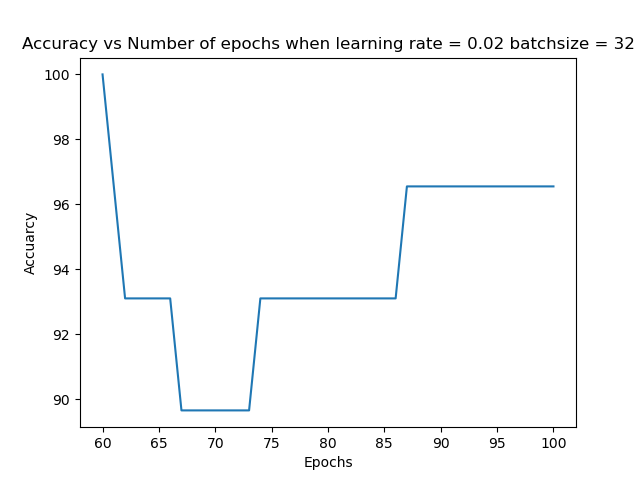 Accuracy vs Number of epochs when learning rate = 0.02 batchsize = 32
100
98
96
94
92
90
Accuarcy
60 65 70 75 80 85 90 95 100
Epochs